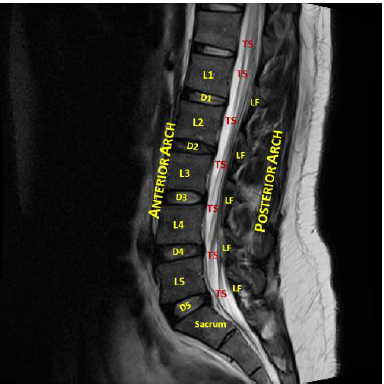 TS
L1
TS
D1
LF
L2
TS
D2
LF
TS
L3
ANTERIOR ARCH
POSTERIOR ARCH
D3
LF
TS
L4
LF
D4
TS
L5
LF
TS
D5
Sacrum